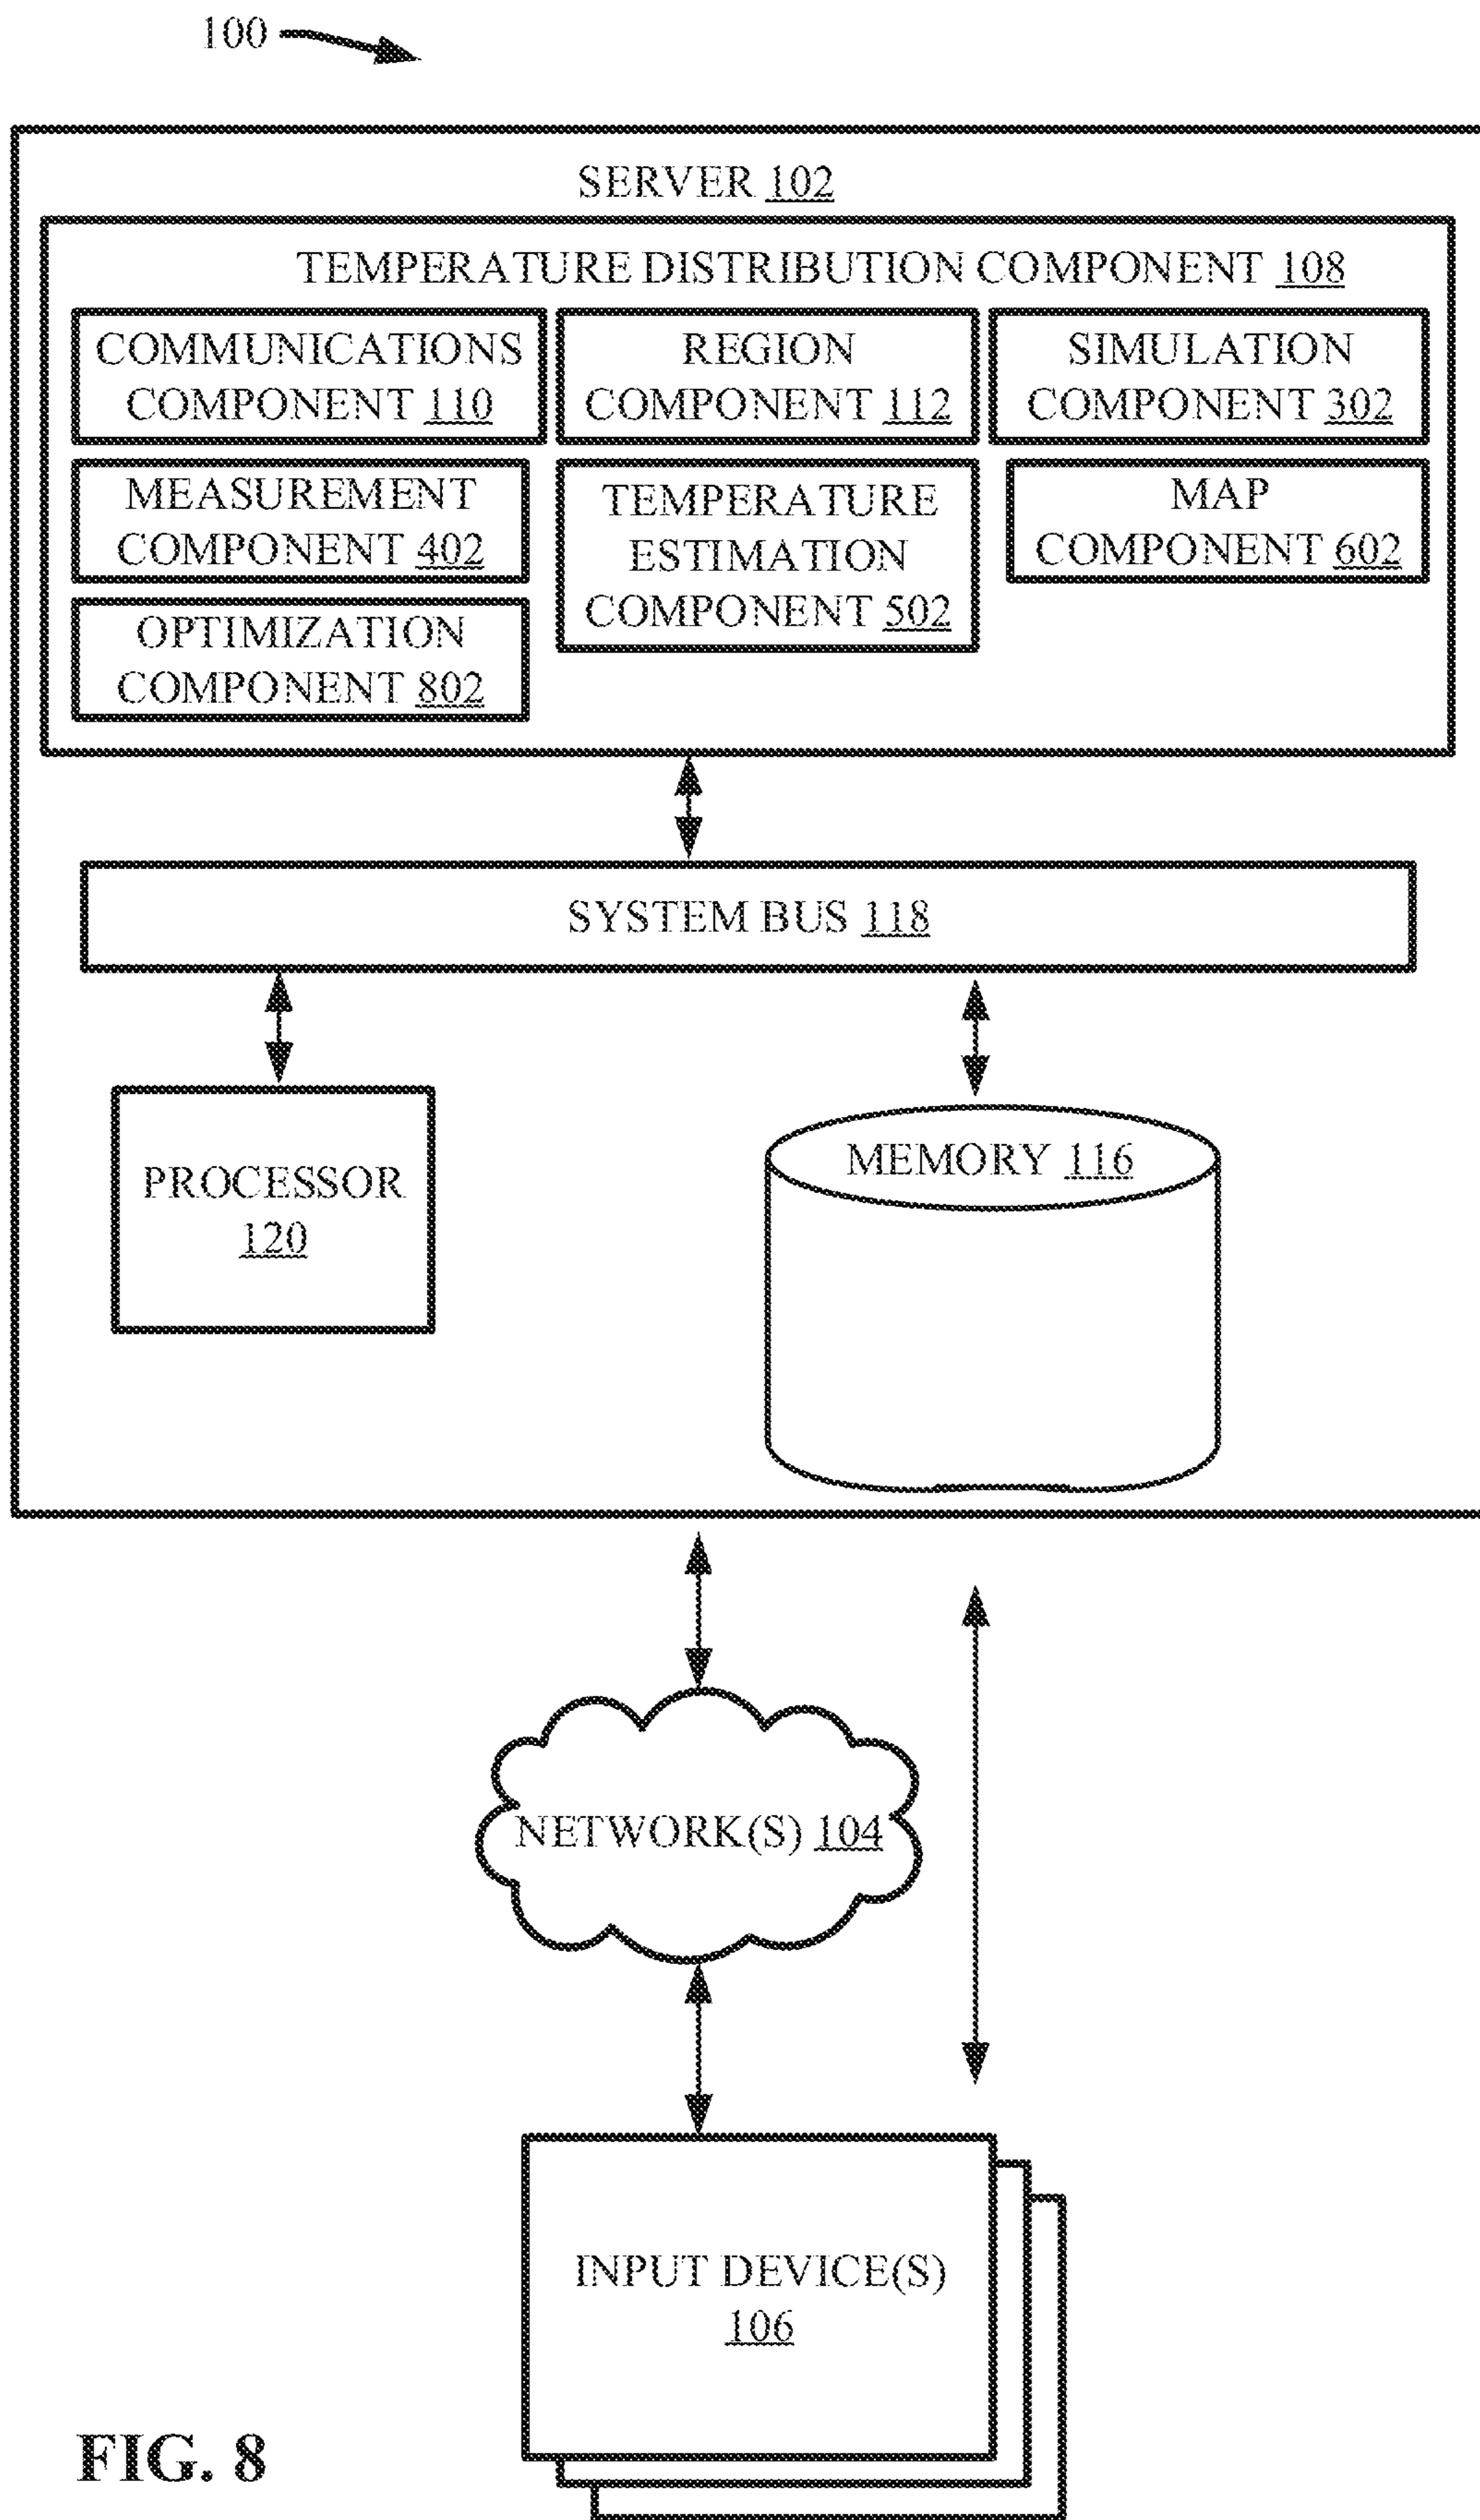 100
SERVER 102
TEMPERATURE DISTRIBUTION COMPONENT 108
COMMUNICATIONS
COMPONENT 110
REGION
COMPONENT 112
SIMULATION
COMPONENT 302
MEASUREMENT
COMPONENT 402
TEMPERATURE
ESTIMATION
COMPONENT 502
MAP
COMPONENT 602
OPTIMIZATION
COMPONENT 802
SYSTEM BUS 118
PROCESSOR
120
MEMORY 116
NETWORK(S) 104
INPUT DEVICE(S)
106
FIG. 8